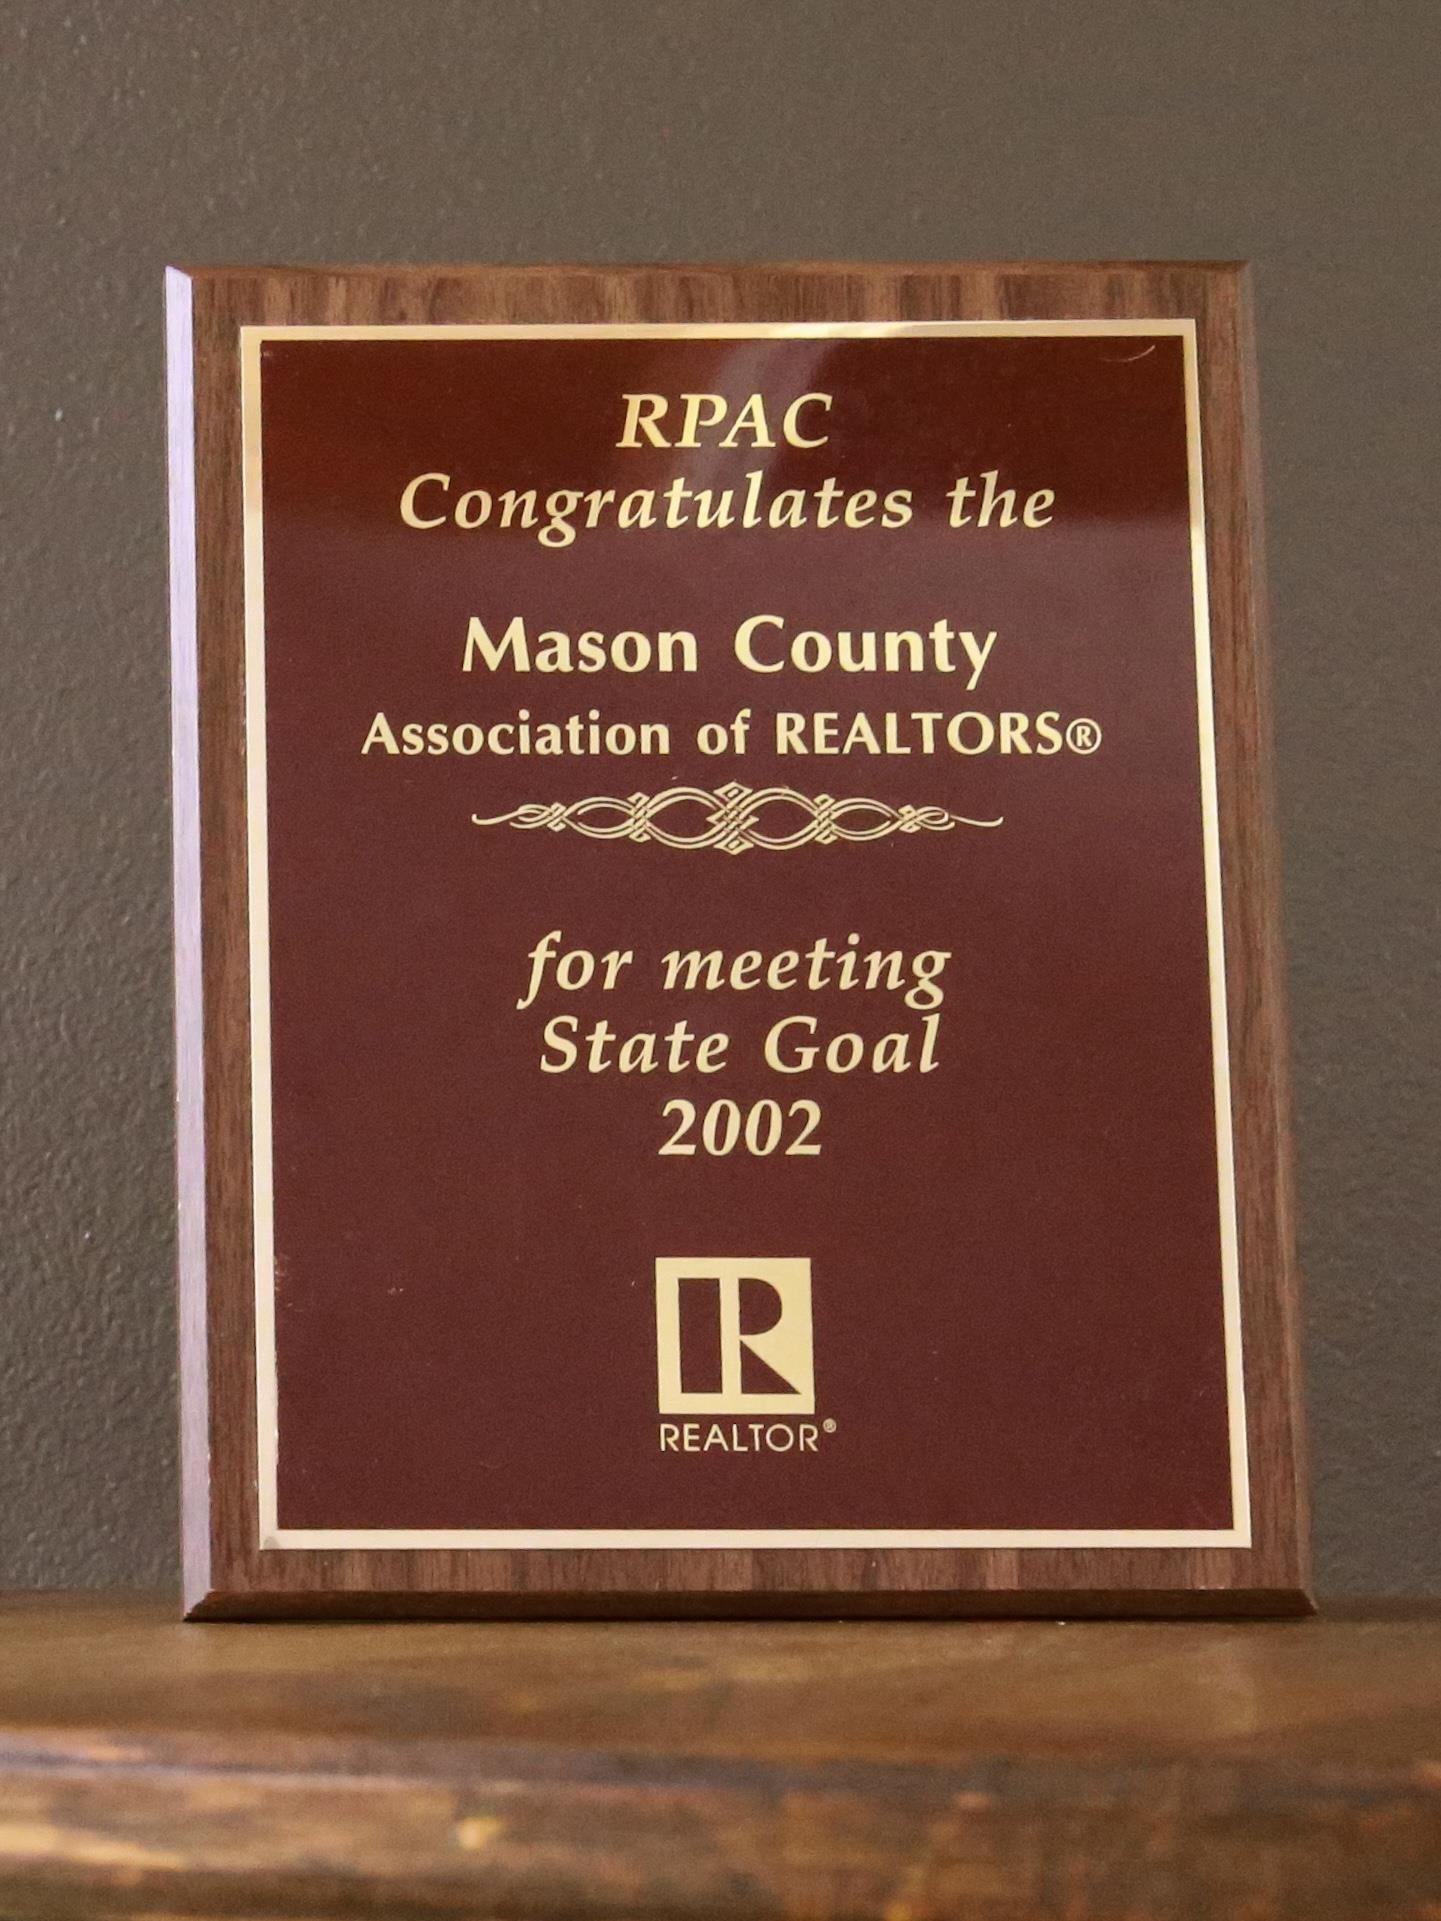 RPAC
Congratulates the
Mason County
Association of REALTORS®
for meeting
State Goal
2002
R
REALTOR®